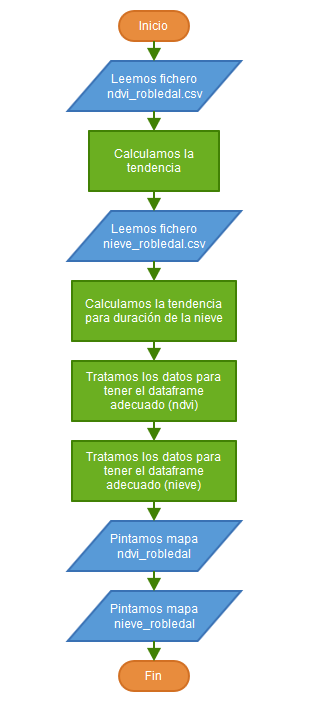 Inicio
Leemos fichero
ndvi_robledal.csv
Calculamos la
tendencia
Leemos fichero
nieve_robledal.csv
Calculamos la tendencia
para duración de la nieve
Tratamos los datos para
tener el dataframe
adecuado (ndvi)
Tratamos los datos para
tener el dataframe
adecuado (nieve)
Pintamos mapa
ndvi_robledal
Pintamos mapa
nieve_robledal
Fin